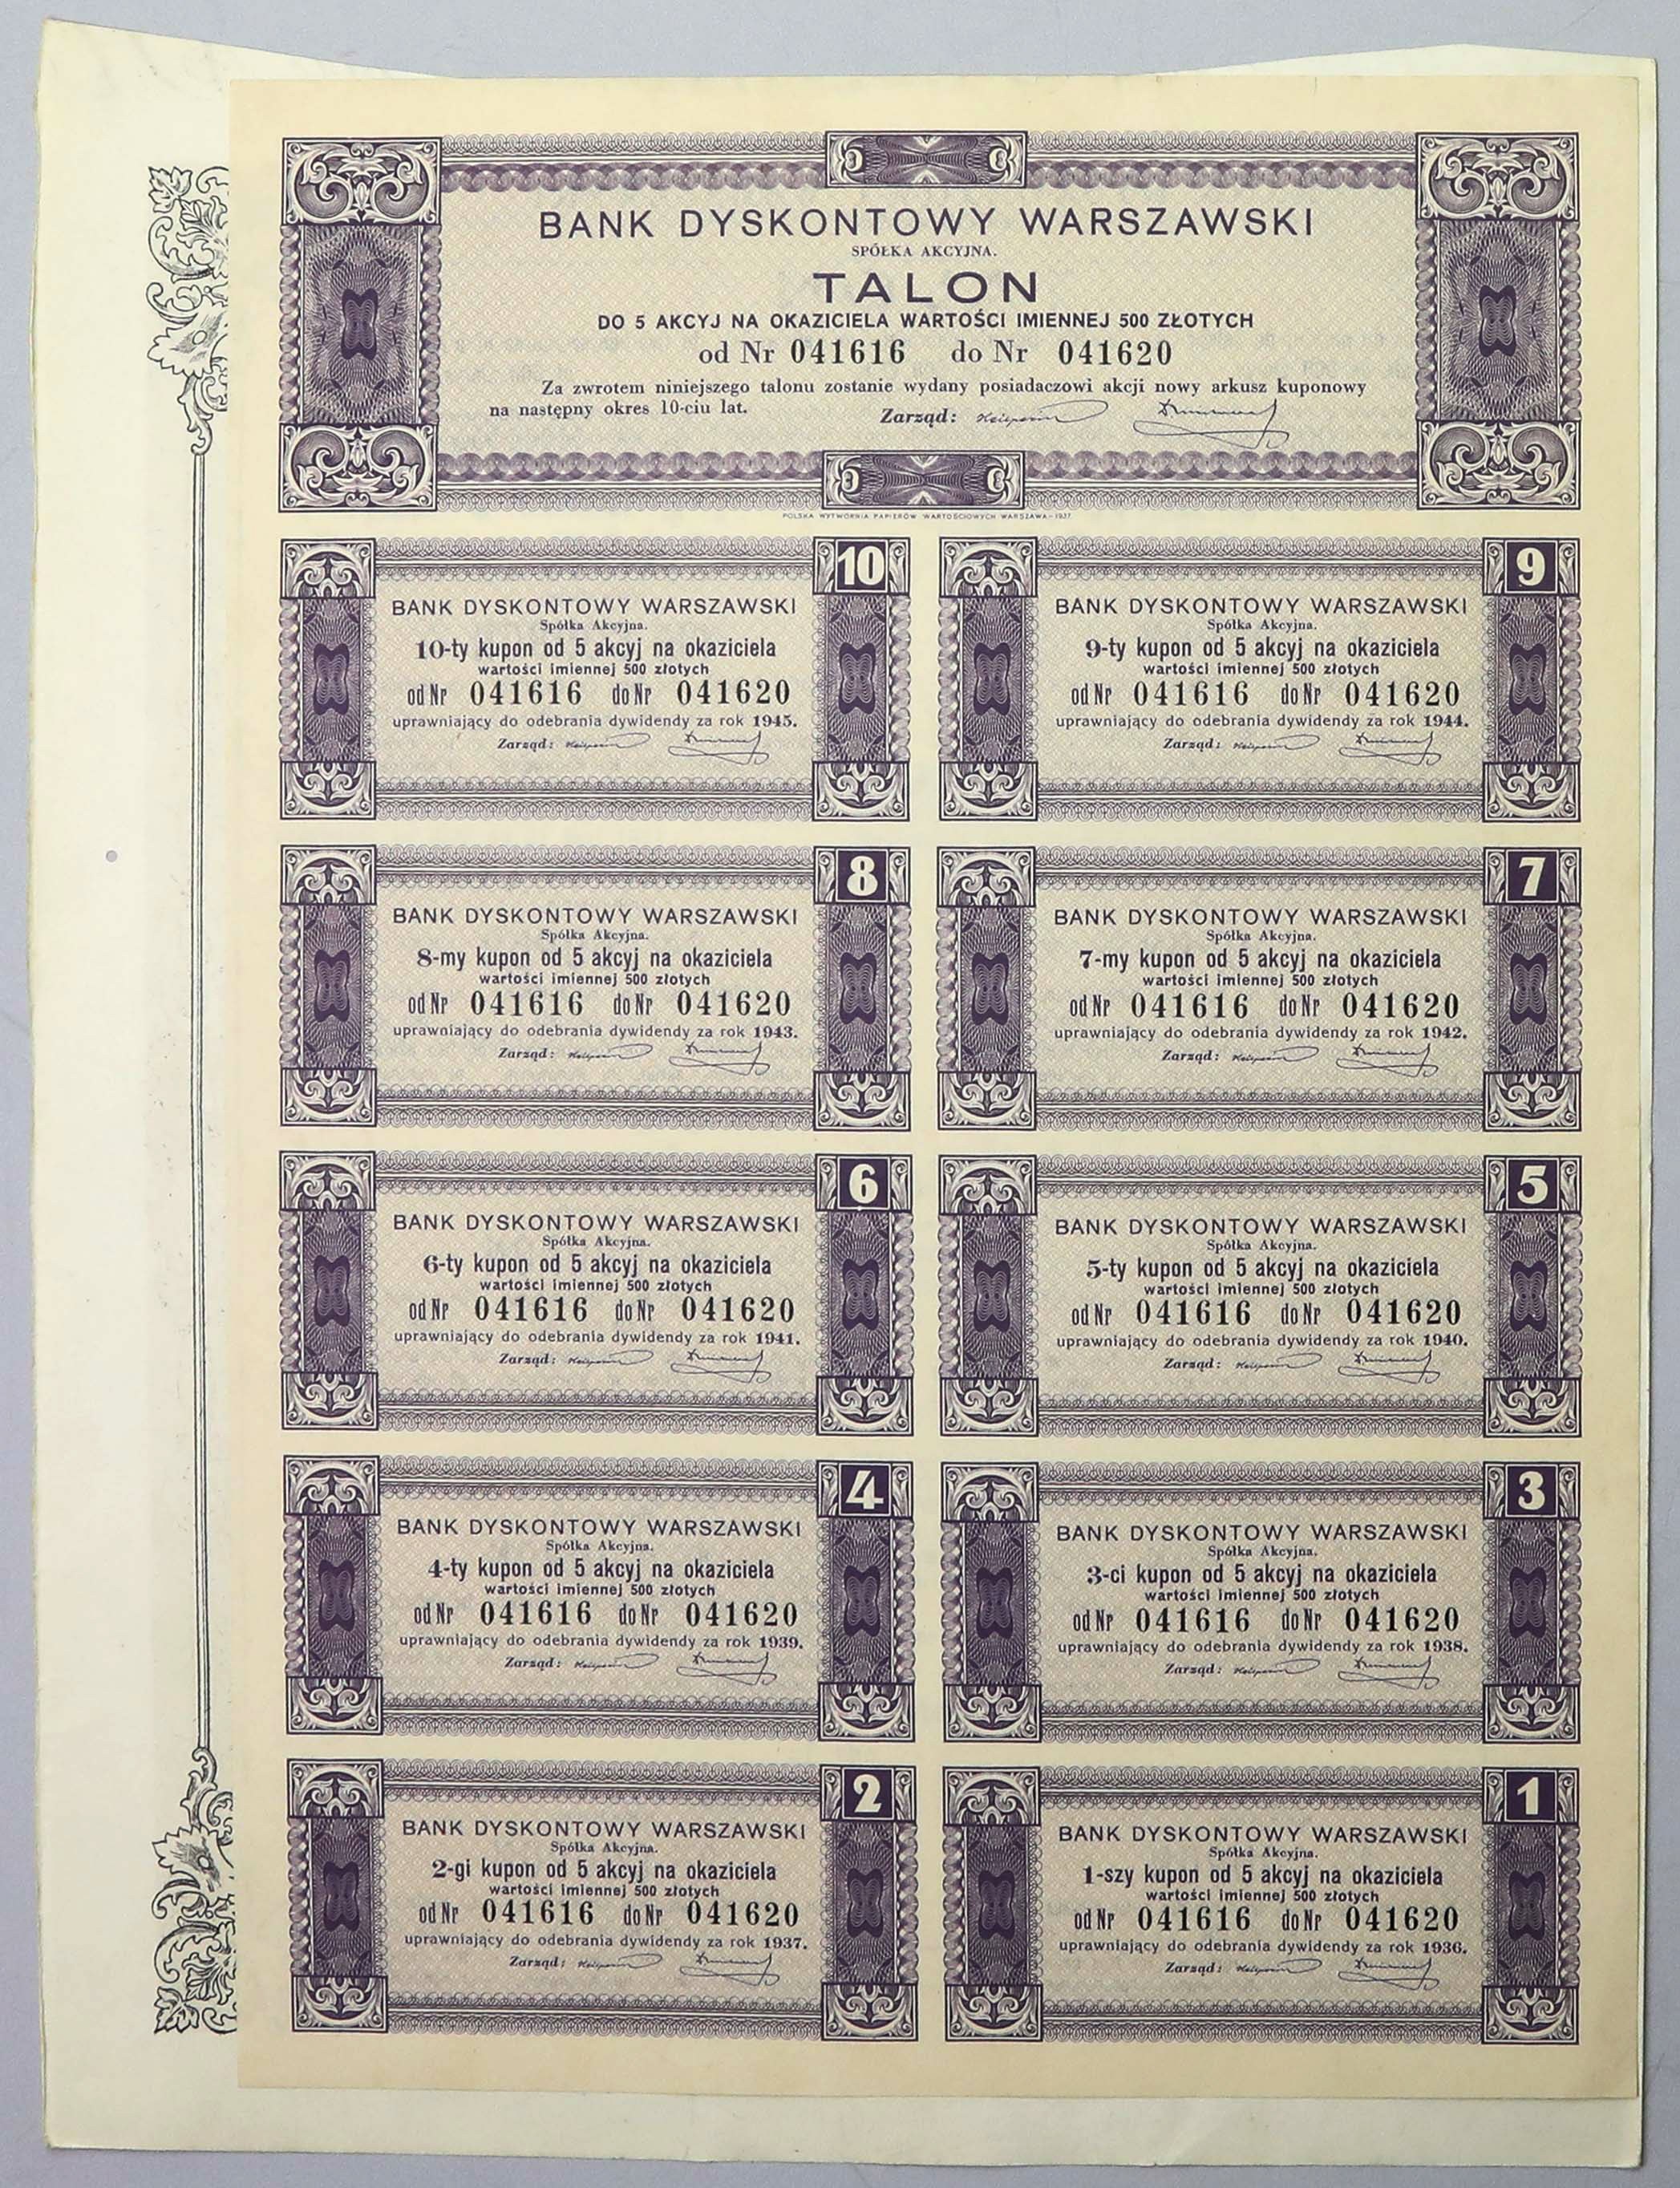 BANK DYSKONTOWY WARSZAWSKI
SPÓŁKA AKCYJNA.
TALON
DO 5 AKCYJ NA OKAZICIELA WARTOŚCI IMIENNEJ 500 ZŁOTYCH
od Nr 041616 do Nr 041620
Za zwrotem niniejszego talonu zostanie wydany posiadaczowi akcji nowy arkusz kuponowy
na następny okres 10-ciu lat.
Zarząd:
POLSKA WYTWÓRNIA PAPIERÓW WARTOŚCIOWYCH WARSZAWA - 1937
10
BANK DYSKONTOWY WARSZAWSKI
Spółka Akcyjna.
10-ty kupon od 5 akcyj na okaziciela
wartości imiennej 500 złotych
od Nr 041616 do Nr 041620
uprawniający do odebrania dywidendy za rok 1945.
Zarząd:
9
BANK DYSKONTOWY WARSZAWSKI
Spółka Akcyjna.
9-ty kupon od 5 akcyj na okaziciela
wartości imiennej 500 złotych
od Nr 041616 do Nr 041620
uprawniający do odebrania dywidendy za rok 1944.
Zarząd:
8
BANK DYSKONTOWY WARSZAWSKI
Spółka Akcyjna.
8-my kupon od 5 akcyj na okaziciela
wartości imiennej 500 złotych
od Nr 041616 do Nr 041620
uprawniający do odebrania dywidendy za rok 1943.
Zarząd:
7
BANK DYSKONTOWY WARSZAWSKI
Spółka Akcyjna.
7-my kupon od 5 akcyj na okaziciela
wartości imiennej 500 złotych
od Nr 041616 do Nr 041620
uprawniający do odebrania dywidendy za rok 1942.
Zarząd:
6
BANK DYSKONTOWY WARSZAWSKI
Spółka Akcyjna.
6-ty kupon od 5 akcyj na okaziciela
wartości imiennej 500 złotych
od Nr 041616 do Nr 041620
uprawniający do odebrania dywidendy za rok 1941.
Zarząd:
5
BANK DYSKONTOWY WARSZAWSKI
Spółka Akcyjna.
5-ty kupon od 5 akcyj na okaziciela
wartości imiennej 500 złotych
od Nr 041616 do Nr 041620
uprawniający do odebrania dywidendy za rok 1940.
Zarząd:
4
BANK DYSKONTOWY WARSZAWSKI
Spółka Akcyjna.
4-ty kupon od 5 akcyj na okaziciela
wartości imiennej 500 złotych
od Nr 041616 do Nr 041620
uprawniający do odebrania dywidendy za rok 1939.
Zarząd:
3
BANK DYSKONTOWY WARSZAWSKI
Spółka Akcyjna.
3-ci kupon od 5 akcyj na okaziciela
wartości imiennej 500 złotych
od Nr 041616 do Nr 041620
uprawniający do odebrania dywidendy za rok 1938.
Zarząd:
2
BANK DYSKONTOWY WARSZAWSKI
Spółka Akcyjna.
2-gi kupon od 5 akcyj na okaziciela
wartości imiennej 500 złotych
od Nr 041616 do Nr 041620
uprawniający do odebrania dywidendy za rok 1937.
Zarząd:
1
BANK DYSKONTOWY WARSZAWSKI
Spółka Akcyjna.
1-szy kupon od 5 akcyj na okaziciela
wartości imiennej 500 złotych
od Nr 041616 do Nr 041620
uprawniający do odebrania dywidendy za rok 1936.
Zarząd: